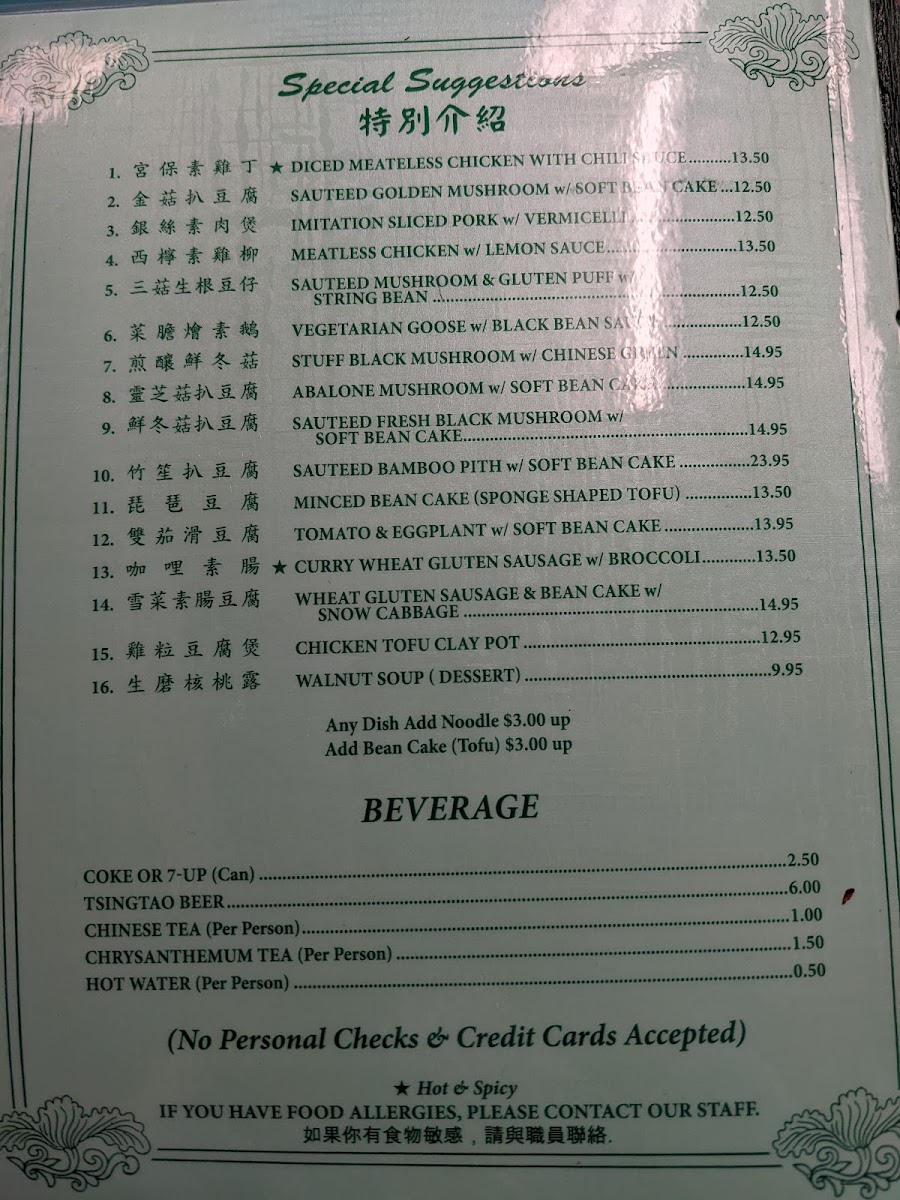 Special Suggestions
特別介紹
1. 宮保素雞丁 ★ DICED MEATELESS CHICKEN WITH CHILI SAUCE..........13.50
2. 金菇扒豆腐 SAUTEED GOLDEN MUSHROOM w/ SOFT BEAN CAKE ...12.50
3. 銀絲素肉煲 IMITATION SLICED PORK w/ VERMICELLI........................12.50
4. 西檸素雞柳 MEATLESS CHICKEN w/ LEMON SAUCE..............................13.50
5. 三菇生根豆仔 SAUTEED MUSHROOM & GLUTEN PUFF w/
STRING BEAN ......................................................................12.50
6. 菜膽燴素鵝 VEGETARIAN GOOSE w/ BLACK BEAN SAUCE..................12.50
7. 煎釀鮮冬菇 STUFF BLACK MUSHROOM w/ CHINESE GREEN .............14.95
8. 靈芝菇扒豆腐 ABALONE MUSHROOM w/ SOFT BEAN CAKE..................14.95
9. 鮮冬菇扒豆腐 SAUTEED FRESH BLACK MUSHROOM w/
SOFT BEAN CAKE..................................................................14.95
10. 竹笙扒豆腐 SAUTEED BAMBOO PITH w/ SOFT BEAN CAKE ...............23.95
11. 琵琶豆腐 MINCED BEAN CAKE (SPONGE SHAPED TOFU) ..............13.50
12. 雙茄滑豆腐 TOMATO & EGGPLANT w/ SOFT BEAN CAKE ...................13.95
13. 咖哩素腸 ★ CURRY WHEAT GLUTEN SAUSAGE w/ BROCCOLI............13.50
14. 雪菜素腸豆腐 WHEAT GLUTEN SAUSAGE & BEAN CAKE w/
SNOW CABBAGE ..................................................................14.95
15. 雞粒豆腐煲 CHICKEN TOFU CLAY POT ....................................................12.95
16. 生磨核桃露 WALNUT SOUP ( DESSERT).......................................................9.95
Any Dish Add Noodle $3.00 up
Add Bean Cake (Tofu) $3.00 up
BEVERAGE
COKE OR 7-UP (Can) ..........................................................................2.50
TSINGTAO BEER..........................................................................6.00
CHINESE TEA (Per Person)..........................................................................1.00
CHRYSANTHEMUM TEA (Per Person) ..........................................................................1.50
HOT WATER (Per Person) ..........................................................................0.50
(No Personal Checks & Credit Cards Accepted)
★ Hot & Spicy
IF YOU HAVE FOOD ALLERGIES, PLEASE CONTACT OUR STAFF.
如果你有食物敏感，請與職員聯絡.